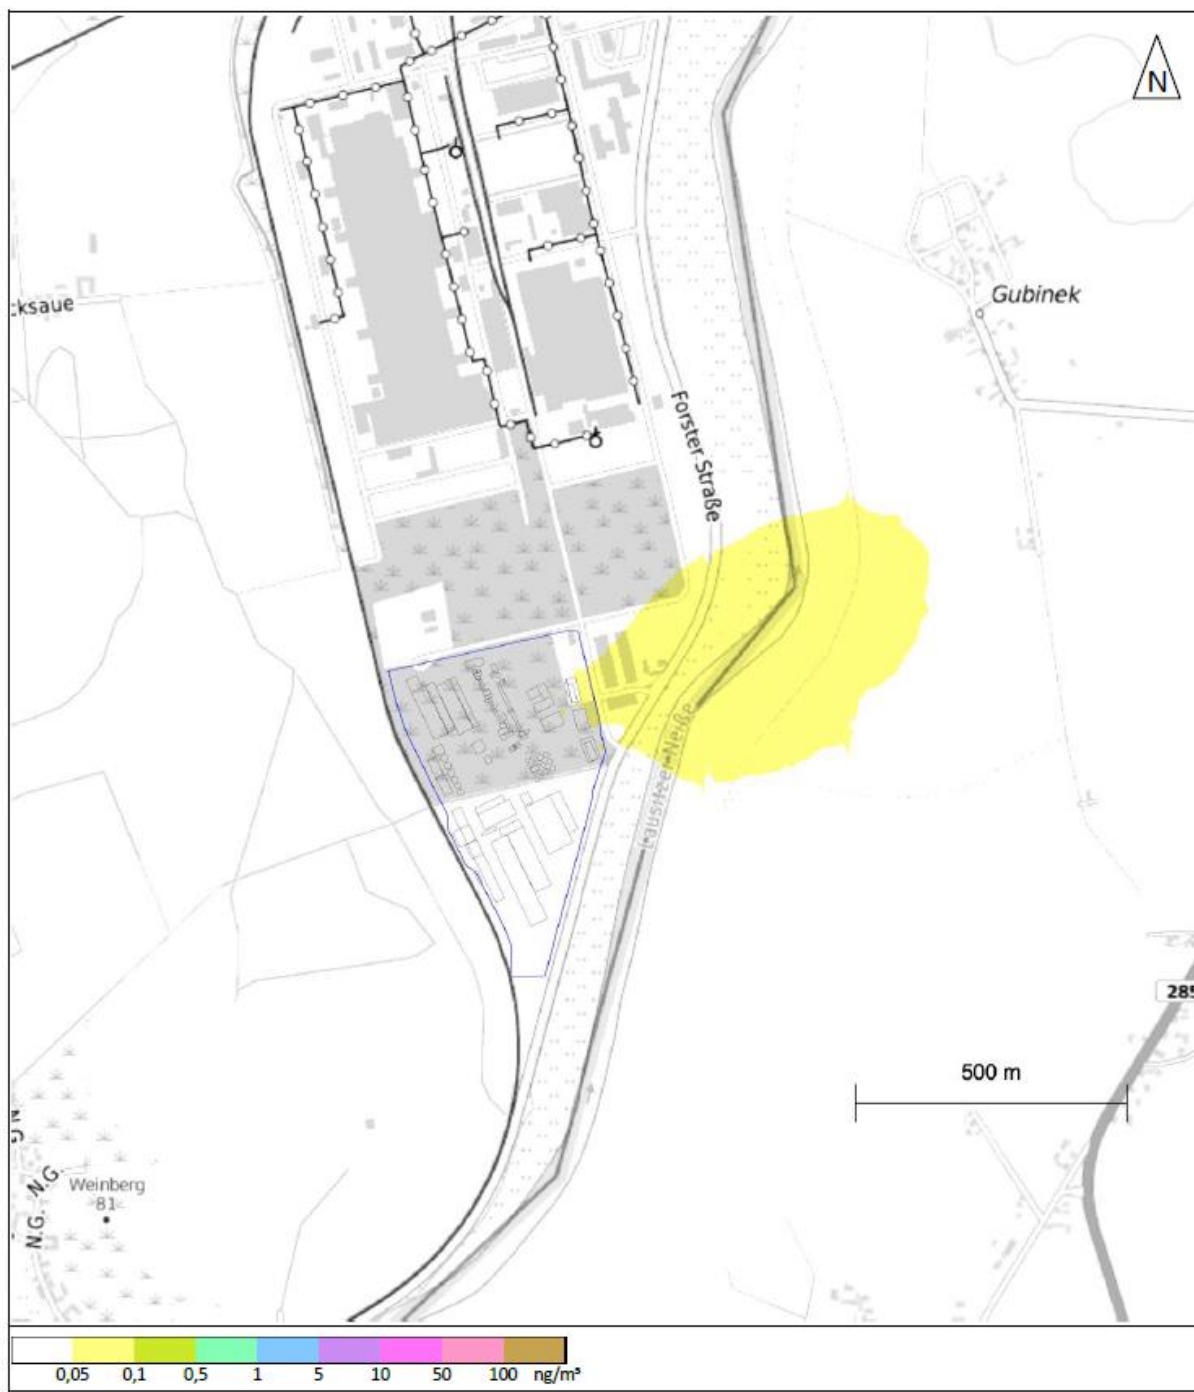 N
cksaue
Gubinek
Forster Straße
Lausitzer Neiße
285
500 m
N.G.
N.G.
N.G.
Weinberg
81
0,05 0,1 0,5 1 5 10 50 100 ng/m³